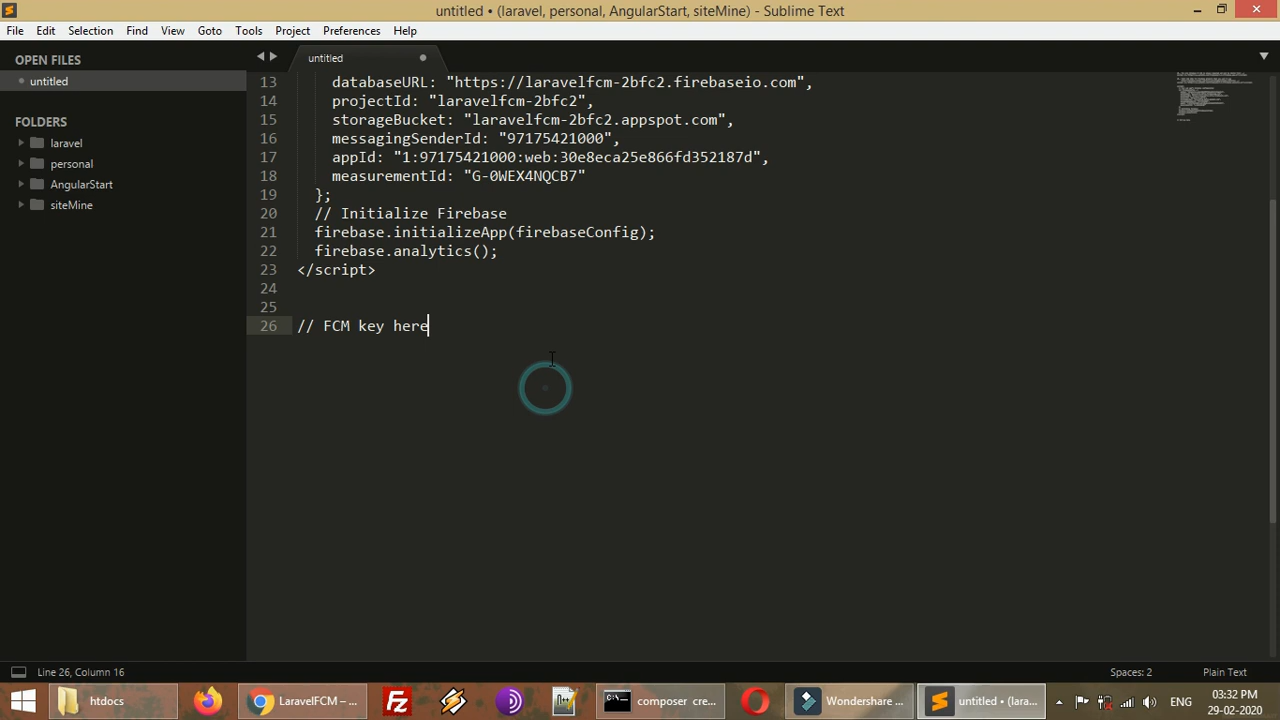 untitled • (laravel, personal, AngularStart, siteMine) - Sublime Text
File Edit Selection Find View Goto Tools Project Preferences Help
OPEN FILES
untitled
FOLDERS
laravel
personal
AngularStart
siteMine
untitled
13 databaseURL: "https://laravelfcm-2bfc2.firebaseio.com",
14 projectId: "laravelfcm-2bfc2",
15 storageBucket: "laravelfcm-2bfc2.appspot.com",
16 messagingSenderId: "97175421000",
17 appId: "1:97175421000:web:30e8eca25e866fd352187d",
18 measurementId: "G-0WEX4NQCB7"
19 };
20 // Initialize Firebase
21 firebase.initializeApp(firebaseConfig);
22 firebase.analytics();
23 </script>
24
25
26 // FCM key here
Line 26, Column 16
Spaces: 2
Plain Text
htdocs
LaravelFCM – ...
composer cre...
Wondershare ...
untitled • (lara...
ENG
03:32 PM
29-02-2020